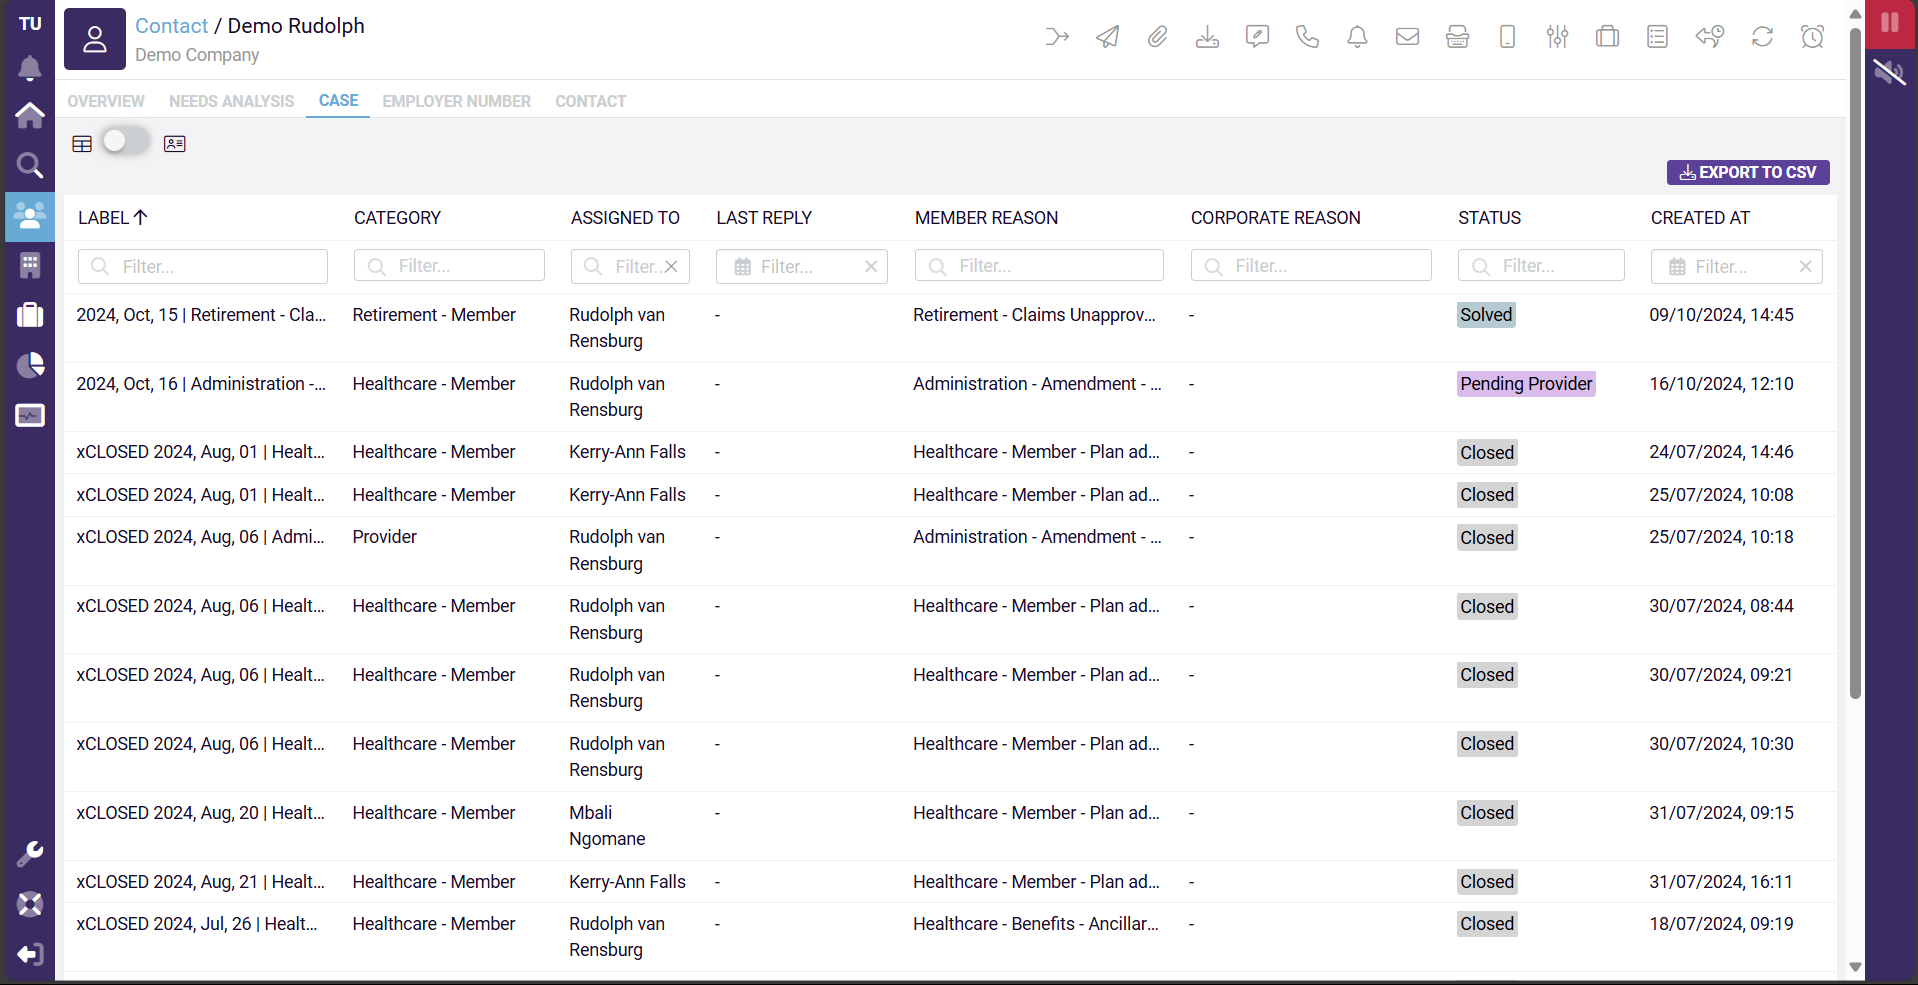 TU
Contact / Demo Rudolph
Demo Company
OVERVIEW NEEDS ANALYSIS CASE EMPLOYER NUMBER CONTACT
EXPORT TO CSV
LABEL CATEGORY ASSIGNED TO LAST REPLY MEMBER REASON CORPORATE REASON STATUS CREATED AT
Filter... Filter... Filter.. Filter... Filter... Filter... Filter... Filter...
2024, Oct, 15 | Retirement - Cla... Retirement - Member Rudolph van - Retirement - Claims Unapprov... - Solved 09/10/2024, 14:45
Rensburg
2024, Oct, 16 | Administration -... Healthcare - Member Rudolph van - Administration - Amendment - ... - Pending Provider 16/10/2024, 12:10
Rensburg
xCLOSED 2024, Aug, 01 | Healt... Healthcare - Member Kerry-Ann Falls - Healthcare - Member - Plan ad... - Closed 24/07/2024, 14:46
xCLOSED 2024, Aug, 01 | Healt... Healthcare - Member Kerry-Ann Falls - Healthcare - Member - Plan ad... - Closed 25/07/2024, 10:08
xCLOSED 2024, Aug, 06 | Admi... Provider Rudolph van - Administration - Amendment - ... - Closed 25/07/2024, 10:18
Rensburg
xCLOSED 2024, Aug, 06 | Healt... Healthcare - Member Rudolph van - Healthcare - Member - Plan ad... - Closed 30/07/2024, 08:44
Rensburg
xCLOSED 2024, Aug, 06 | Healt... Healthcare - Member Rudolph van - Healthcare - Member - Plan ad... - Closed 30/07/2024, 09:21
Rensburg
xCLOSED 2024, Aug, 06 | Healt... Healthcare - Member Rudolph van - Healthcare - Member - Plan ad... - Closed 30/07/2024, 10:30
Rensburg
xCLOSED 2024, Aug, 20 | Healt... Healthcare - Member Mbali - Healthcare - Member - Plan ad... - Closed 31/07/2024, 09:15
Ngomane
xCLOSED 2024, Aug, 21 | Healt... Healthcare - Member Kerry-Ann Falls - Healthcare - Member - Plan ad... - Closed 31/07/2024, 16:11
xCLOSED 2024, Jul, 26 | Healt... Healthcare - Member Rudolph van - Healthcare - Benefits - Ancillar... - Closed 18/07/2024, 09:19
Rensburg